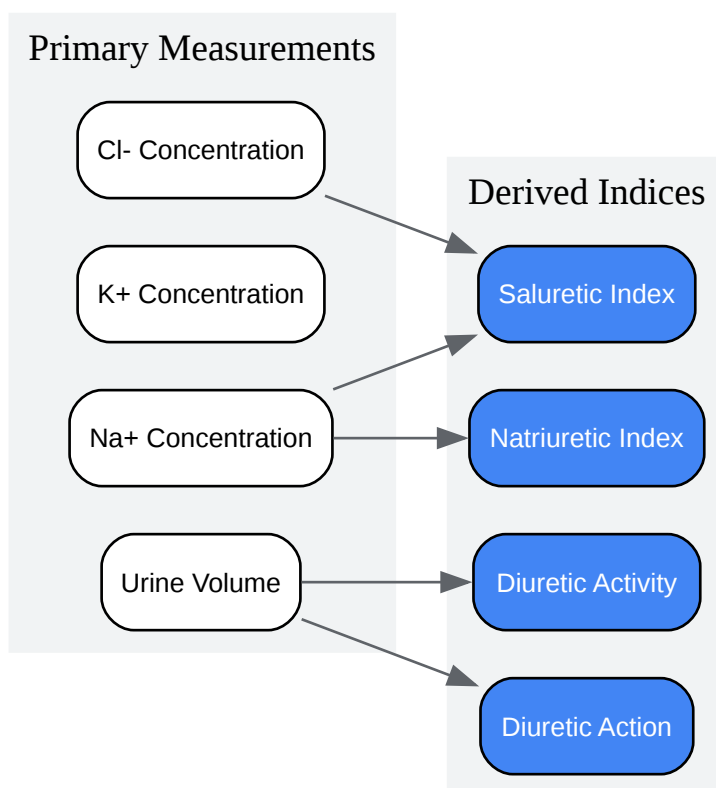 Primary Measurements
Cl- Concentration
K+ Concentration
Na+ Concentration
Urine Volume
Derived Indices
Saluretic Index
Natriuretic Index
Diuretic Activity
Diuretic Action